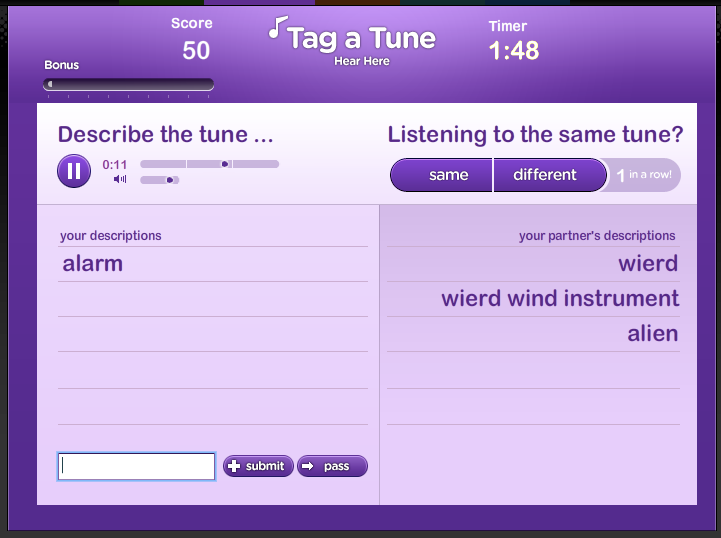 Score
50
Tag a Tune
Hear Here
Timer
1:48
Bonus
Describe the tune ...
0:11
Listening to the same tune?
same
different
1 in a row!
your descriptions
alarm
your partner's descriptions
wierd
wierd wind instrument
alien
submit
pass